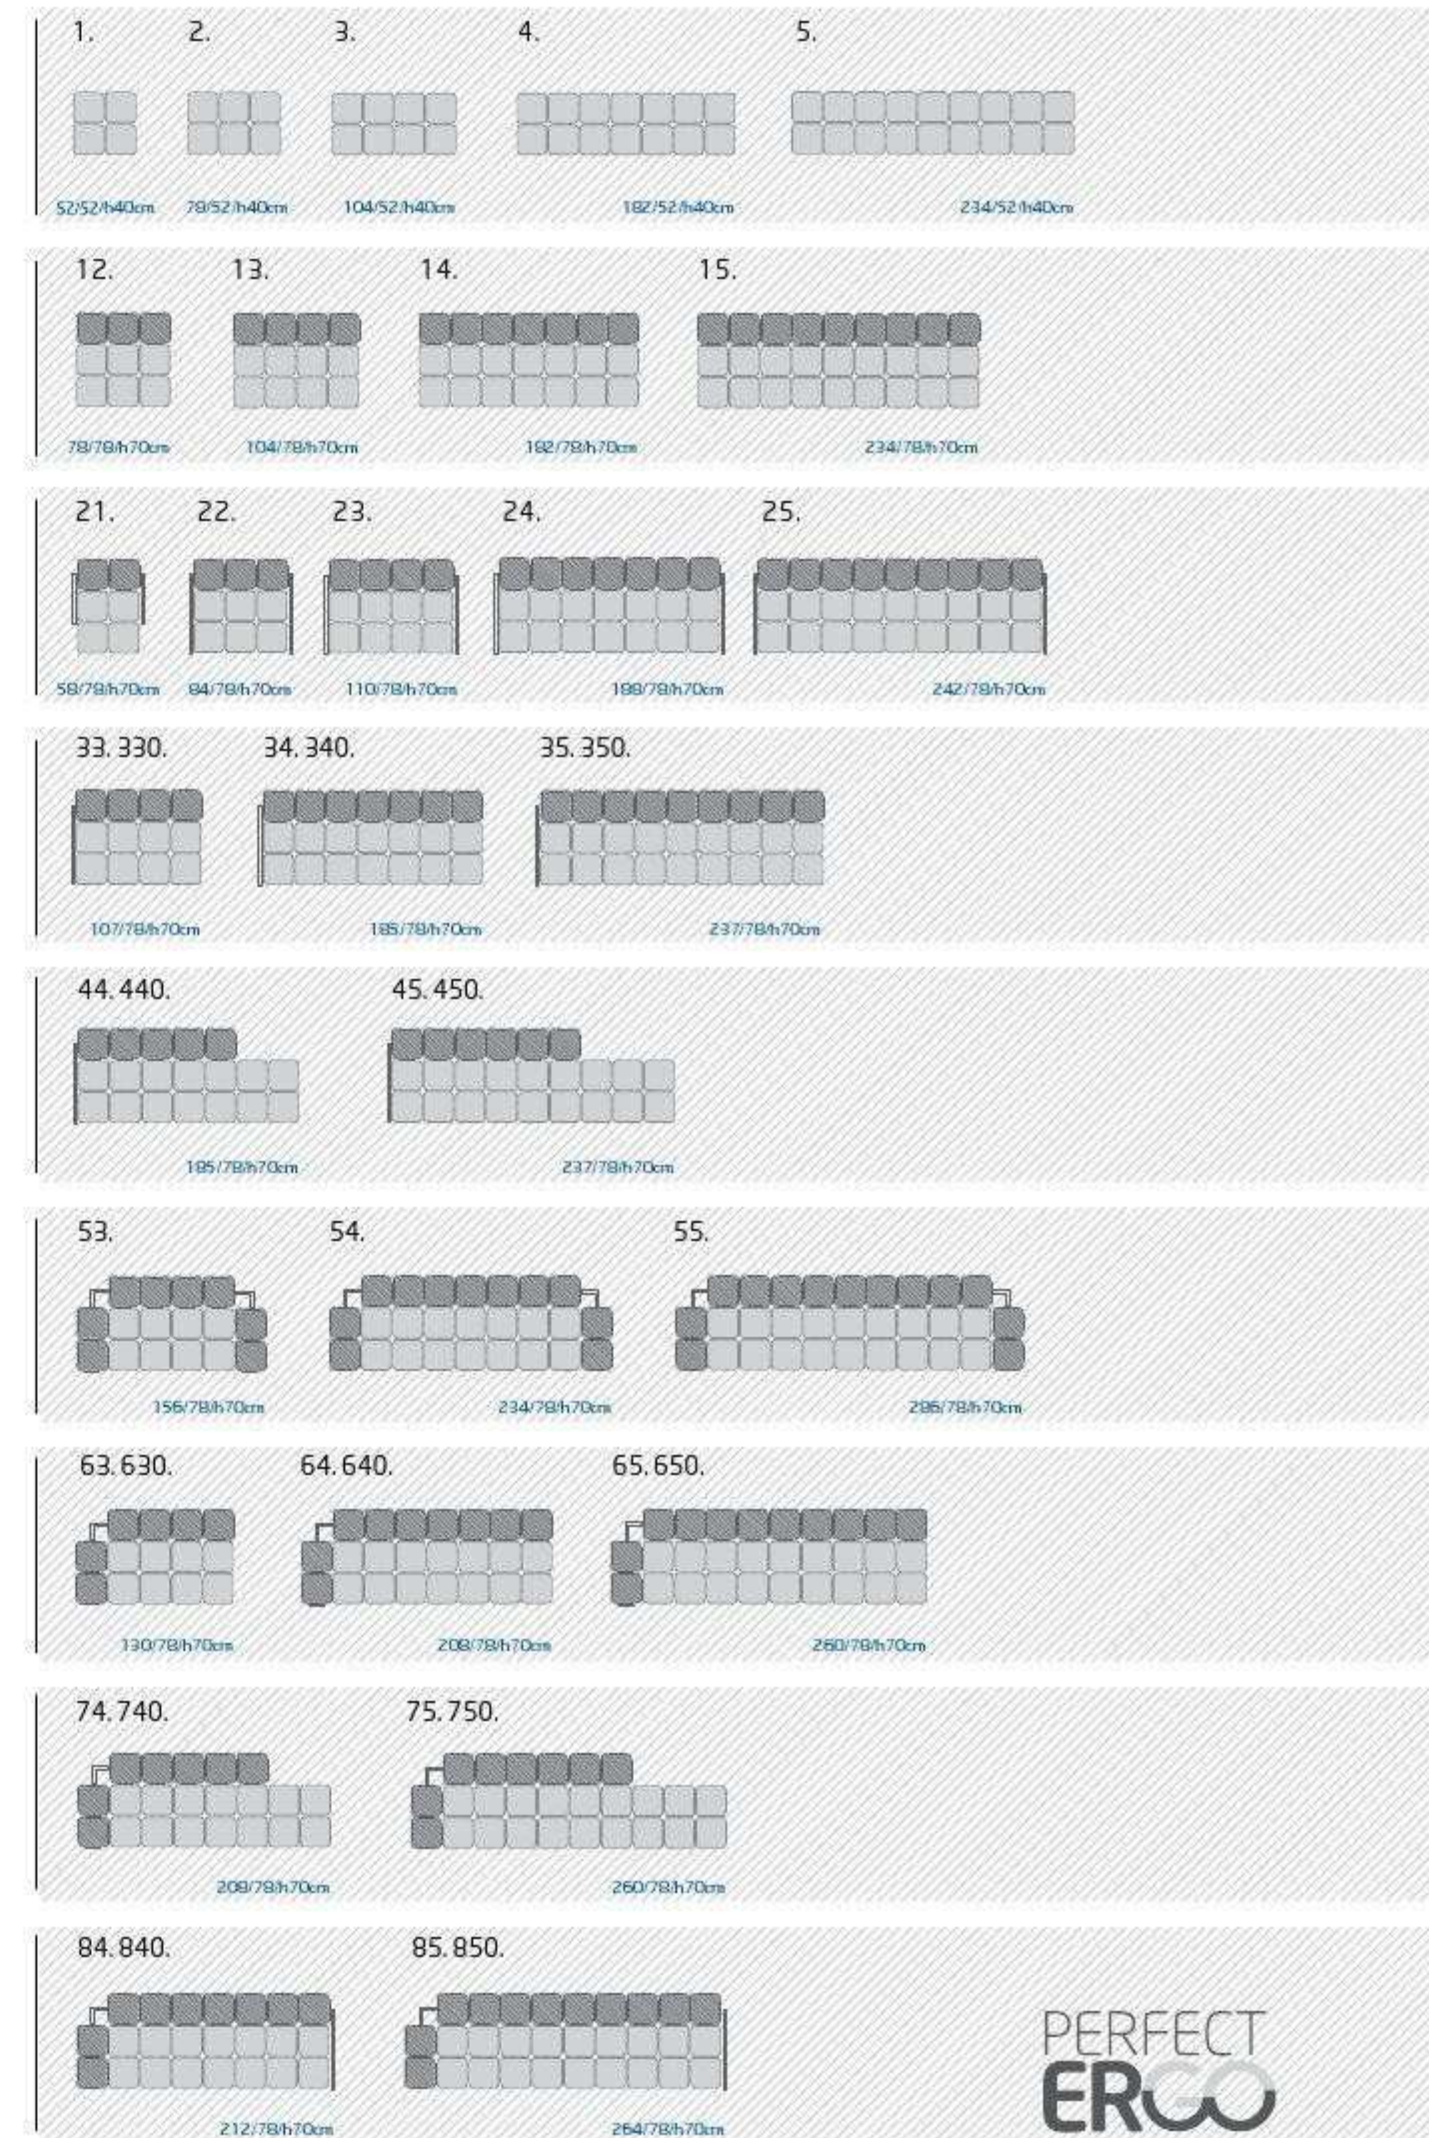 1. 2. 3. 4. 5.
52/52/h40cm 78/52/h40cm 104/52/h40cm 182/52/h40cm 234/52/h40cm
12. 13. 14. 15.
78/78/h70cm 104/78/h70cm 182/78/h70cm 234/78/h70cm
21. 22. 23. 24. 25.
58/78/h70cm 84/78/h70cm 110/78/h70cm 188/78/h70cm 242/78/h70cm
33.330. 34.340. 35.350.
107/78/h70cm 185/78/h70cm 237/78/h70cm
44.440. 45.450.
185/78/h70cm 237/78/h70cm
53. 54. 55.
156/78/h70cm 234/78/h70cm 286/78/h70cm
63.630. 64.640. 65.650.
130/78/h70cm 208/78/h70cm 260/78/h70cm
74.740. 75.750.
208/78/h70cm 260/78/h70cm
84.840. 85.850.
212/78/h70cm 264/78/h70cm
PERFECT
ERGO